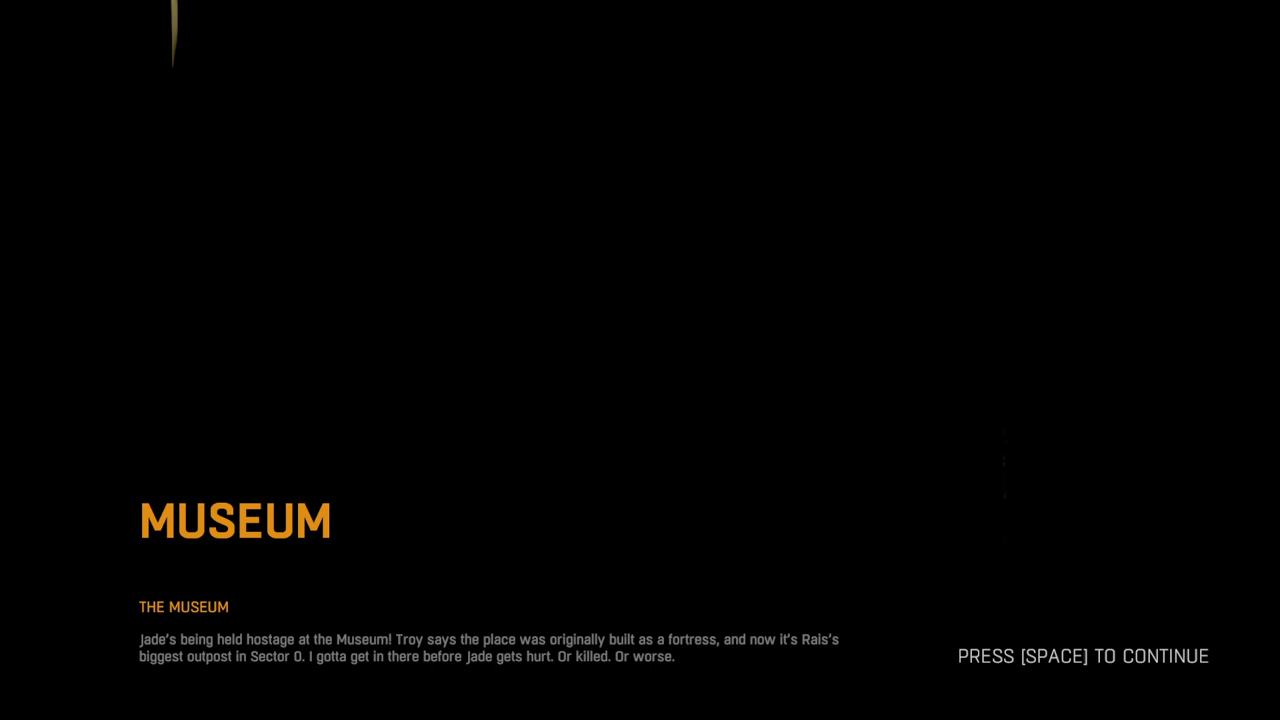 MUSEUM
THE MUSEUM
Jade's being held hostage at the Museum! Troy says the place was originally built as a fortress, and now it's Rais's
biggest outpost in Sector 0. I gotta get in there before Jade gets hurt. Or killed. Or worse.
PRESS [SPACE] TO CONTINUE